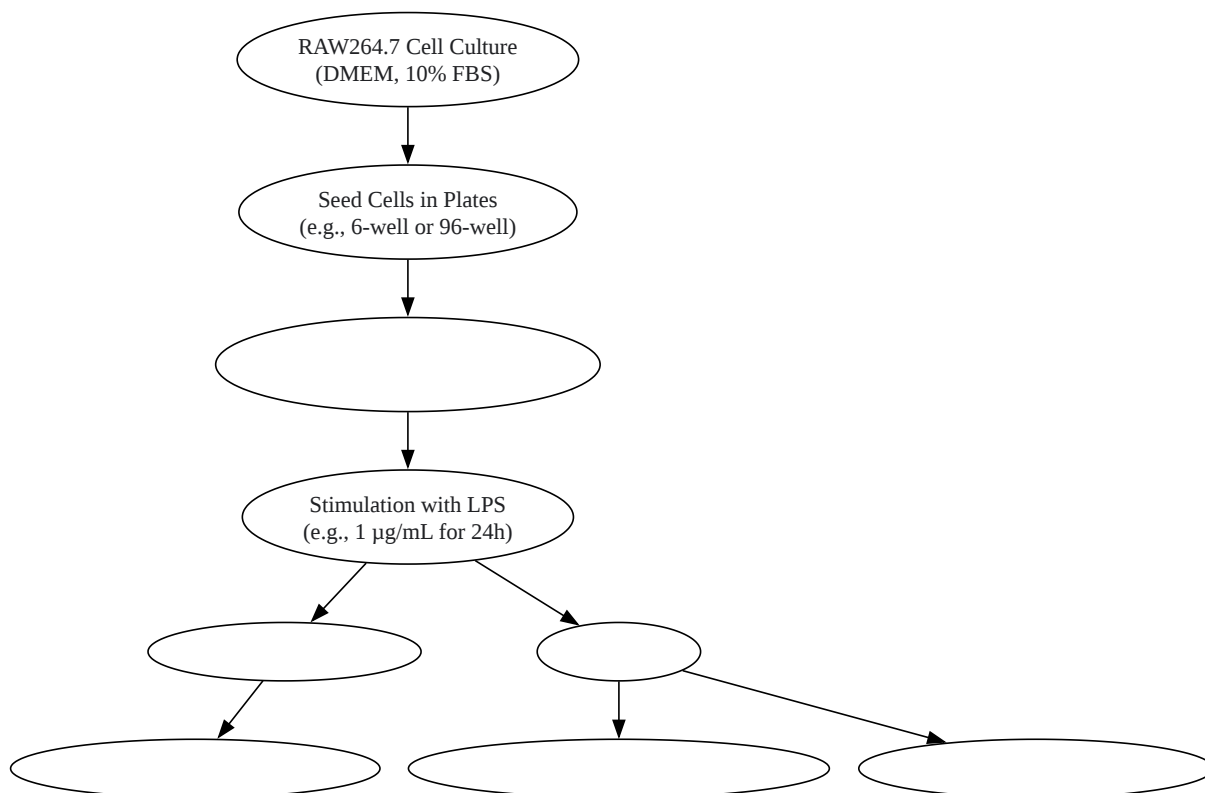 RAW264.7 Cell Culture
(DMEM, 10% FBS)
Seed Cells in Plates
(e.g., 6-well or 96-well)
Stimulation with LPS
(e.g., 1 µg/mL for 24h)